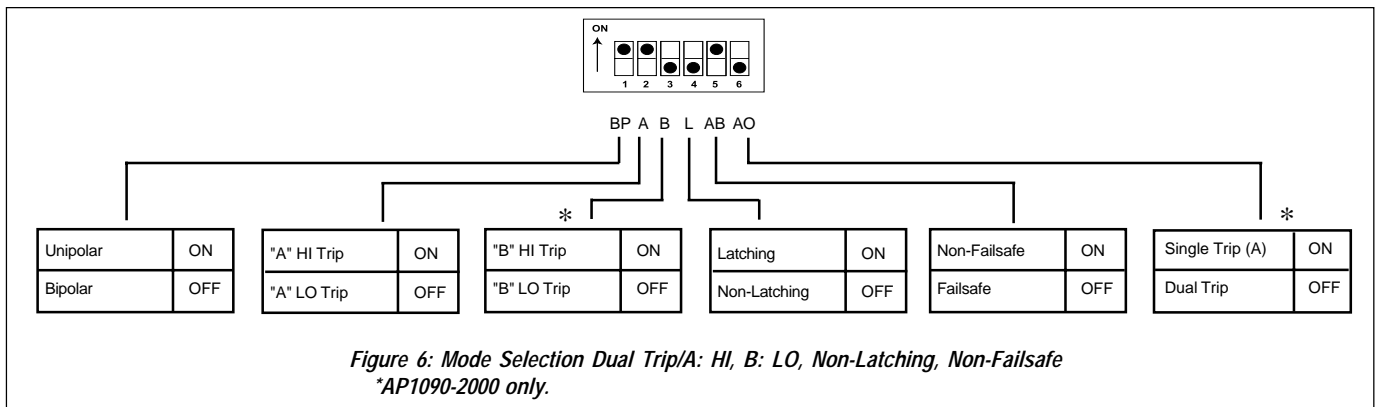 ON
1 2 3 4 5 6
BP A B L AB AO
* *
Unipolar ON
Bipolar OFF
"A" HI Trip ON
"A" LO Trip OFF
"B" HI Trip ON
"B" LO Trip OFF
Latching ON
Non-Latching OFF
Non-Failsafe ON
Failsafe OFF
Single Trip (A) ON
Dual Trip OFF
Figure 6: Mode Selection Dual Trip/A: HI, B: LO, Non-Latching, Non-Failsafe
*AP1090-2000 only.